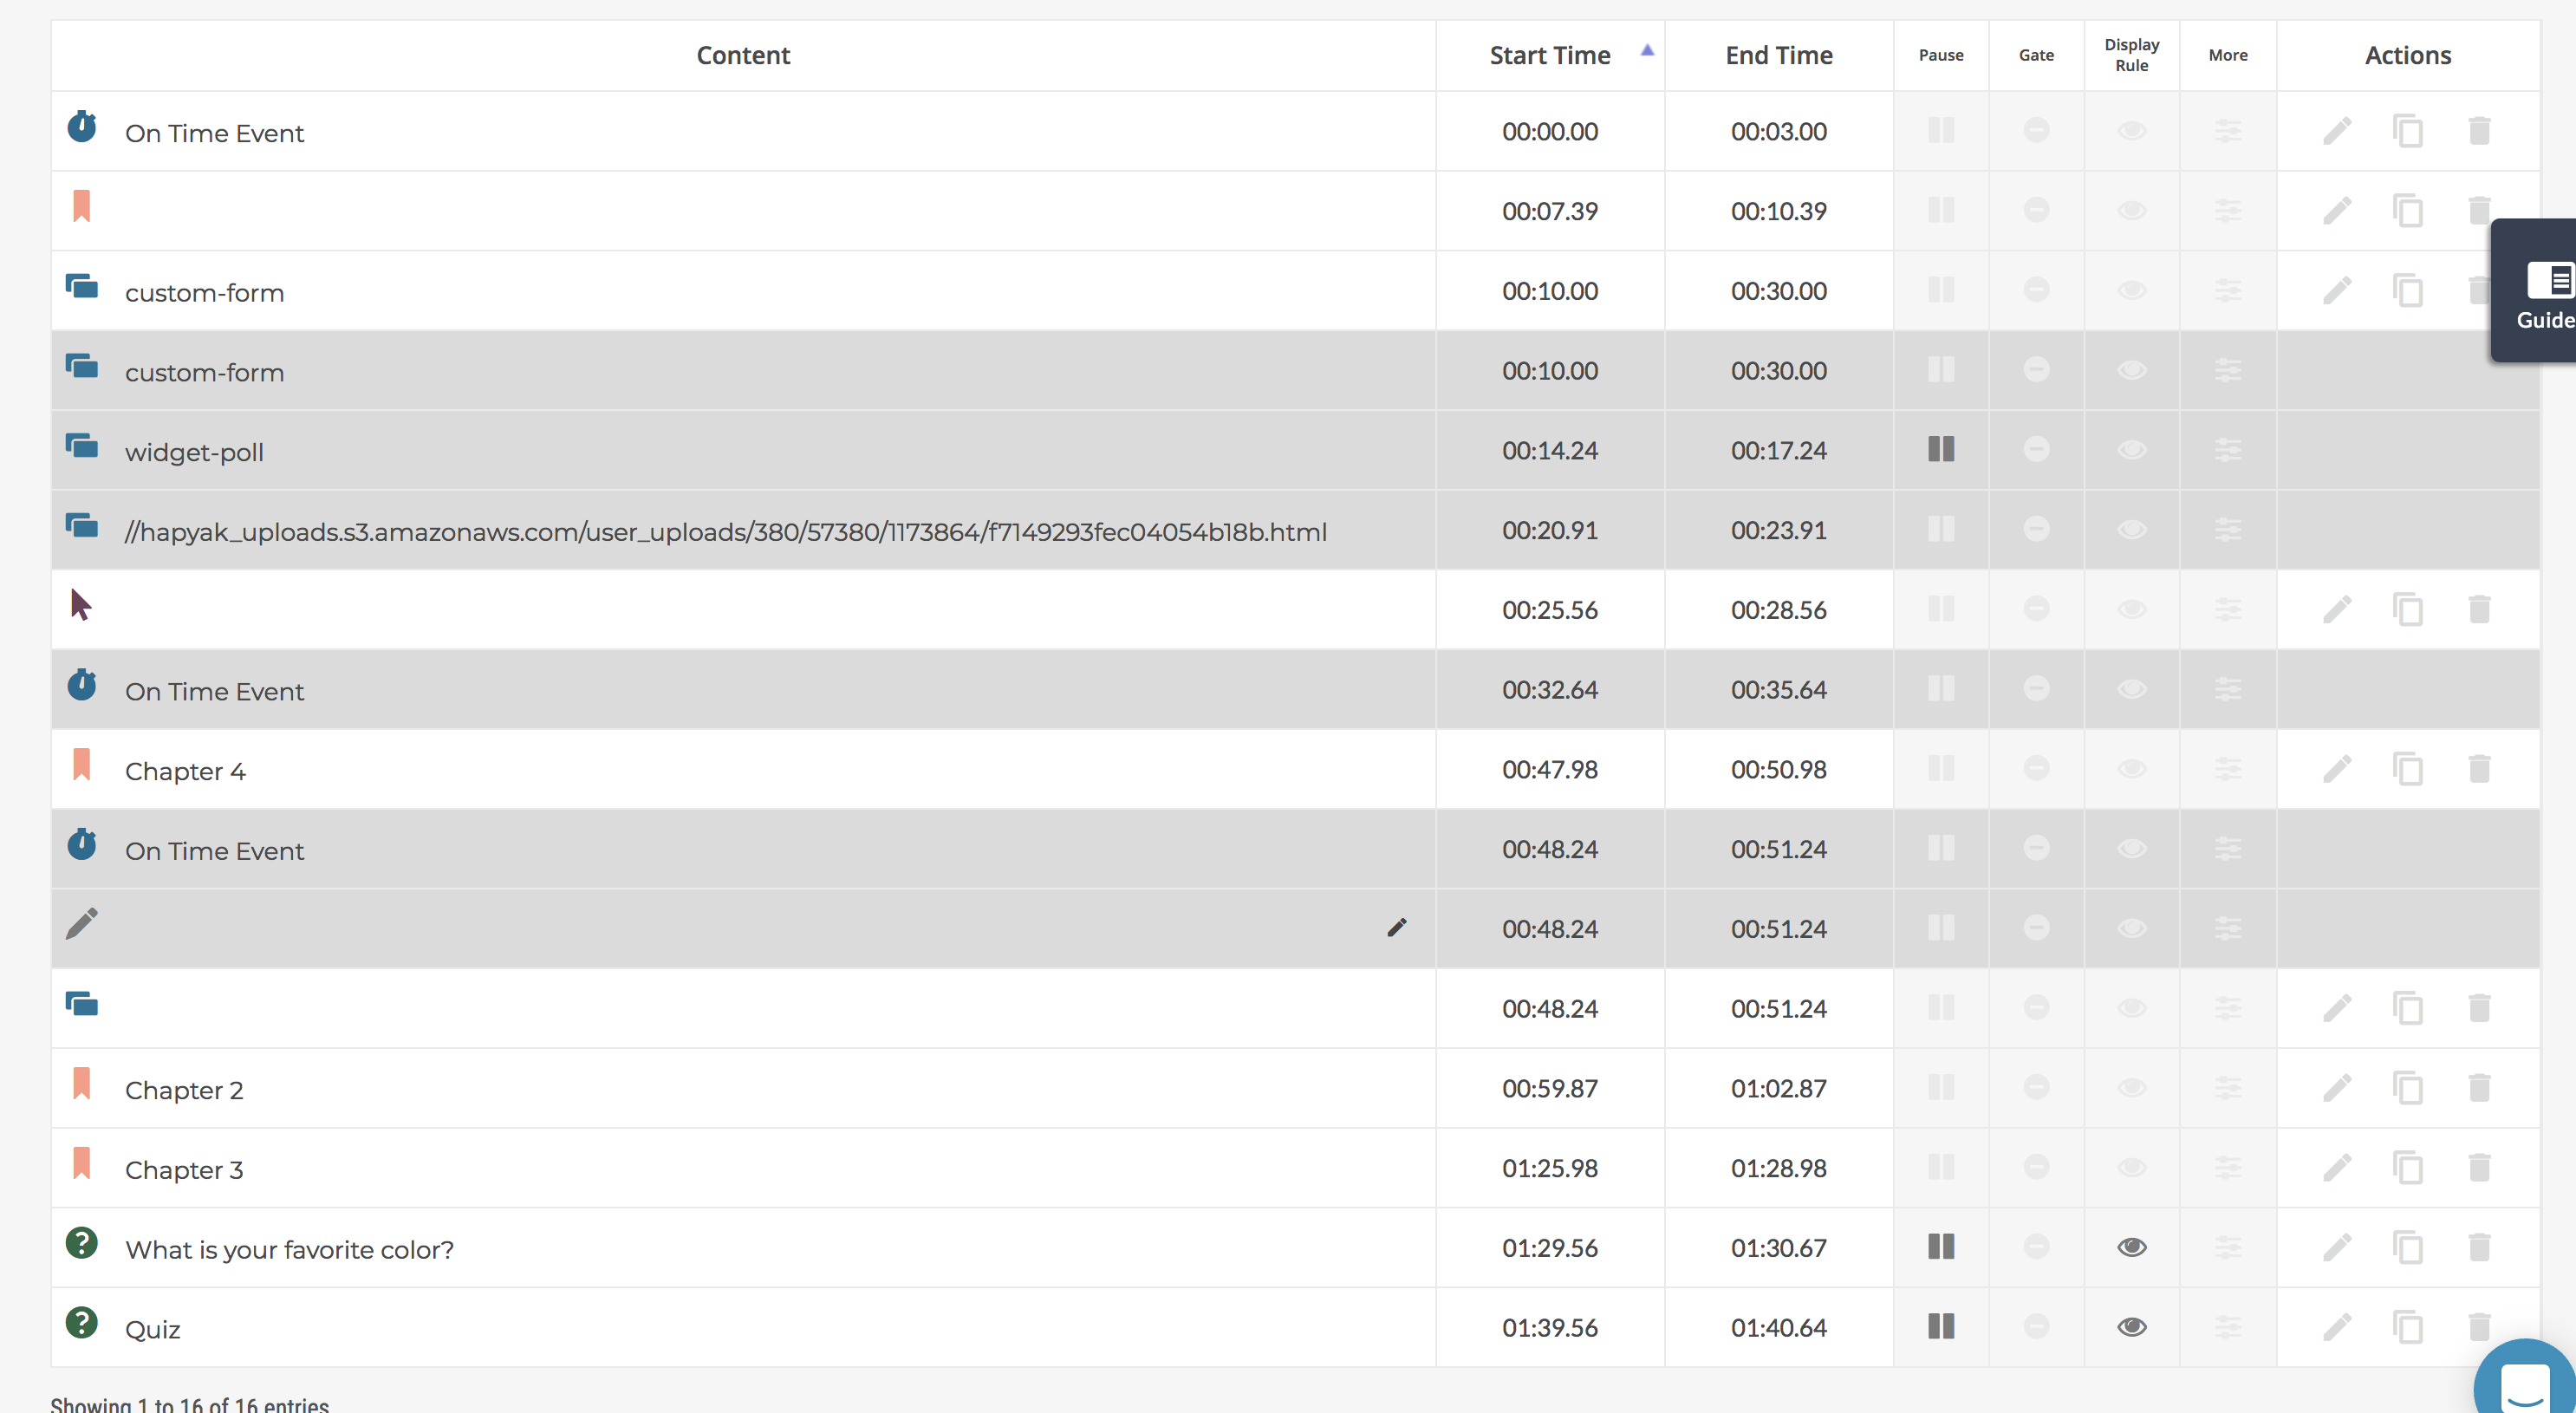 Content Start Time End Time Pause Gate Display Rule More Actions
On Time Event 00:00.00 00:03.00
00:07.39 00:10.39
custom-form 00:10.00 00:30.00
Guide
custom-form 00:10.00 00:30.00
widget-poll 00:14.24 00:17.24
//hapyak_uploads.s3.amazonaws.com/user_uploads/380/57380/1173864/f7149293fec04054b18b.html 00:20.91 00:23.91
00:25.56 00:28.56
On Time Event 00:32.64 00:35.64
Chapter 4 00:47.98 00:50.98
On Time Event 00:48.24 00:51.24
00:48.24 00:51.24
00:48.24 00:51.24
Chapter 2 00:59.87 01:02.87
Chapter 3 01:25.98 01:28.98
What is your favorite color? 01:29.56 01:30.67
Quiz 01:39.56 01:40.64
Showing 1 to 16 of 16 entries